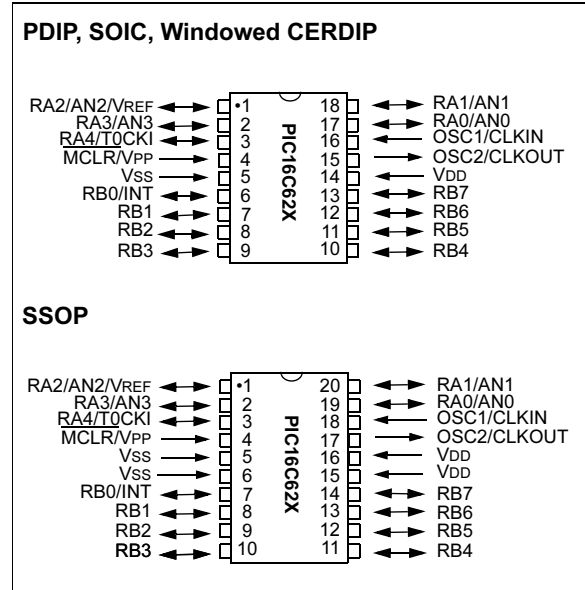 PDIP, SOIC, Windowed CERDIP
RA2/AN2/VREF •1 18 RA1/AN1
RA3/AN3 2 17 RA0/AN0
RA4/T0CKI 3 16 OSC1/CLKIN
MCLR/VPP 4 15 OSC2/CLKOUT
VSS 5 14 VDD
RB0/INT 6 13 RB7
RB1 7 12 RB6
RB2 8 11 RB5
RB3 9 10 RB4
PIC16C62X
SSOP
RA2/AN2/VREF •1 20 RA1/AN1
RA3/AN3 2 19 RA0/AN0
RA4/T0CKI 3 18 OSC1/CLKIN
MCLR/VPP 4 17 OSC2/CLKOUT
VSS 5 16 VDD
VSS 6 15 VDD
RB0/INT 7 14 RB7
RB1 8 13 RB6
RB2 9 12 RB5
RB3 10 11 RB4
PIC16C62X